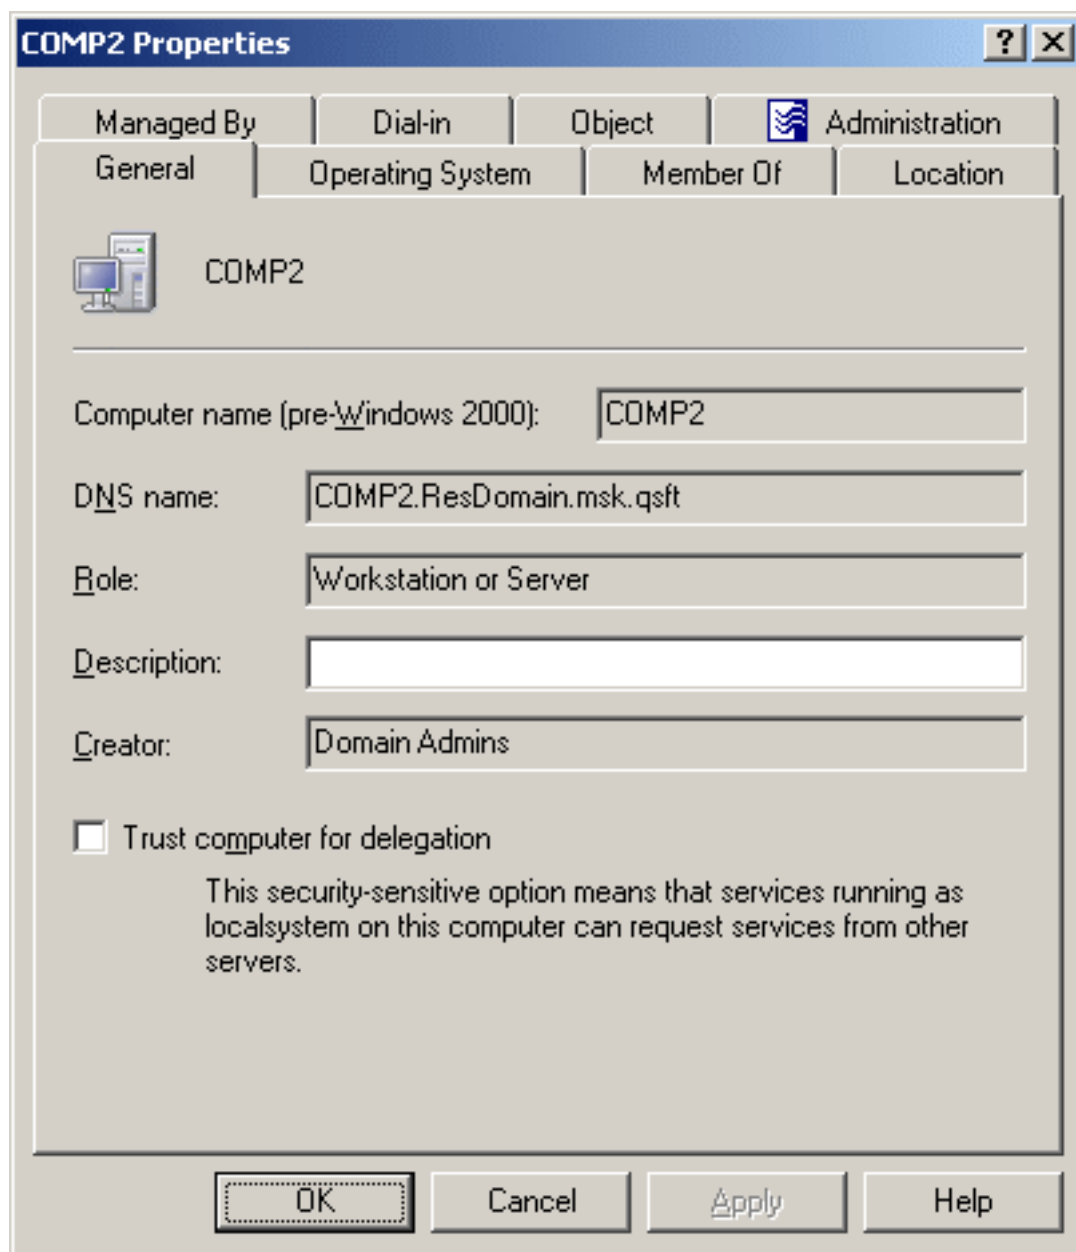 COMP2 Properties
Managed By Dial-in Object Administration
General Operating System Member Of Location
COMP2
Computer name (pre-Windows 2000): COMP2
DNS name: COMP2.ResDomain.msk.qsft
Role: Workstation or Server
Description:
Creator: Domain Admins
Trust computer for delegation
This security-sensitive option means that services running as
localsystem on this computer can request services from other
servers.
OK Cancel Apply Help